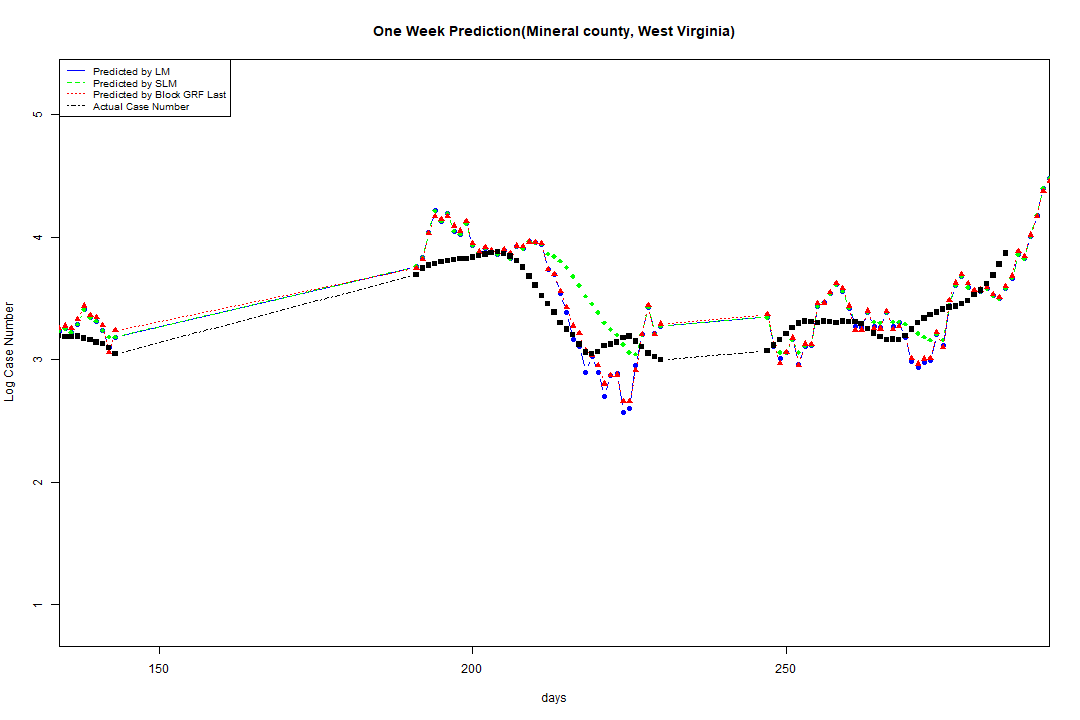 One Week Prediction(Mineral county, West Virginia)
Predicted by LM
Predicted by SLM
Predicted by Block GRF Last
Actual Case Number
5
4
3
2
1
Log Case Number
150
200
250
days